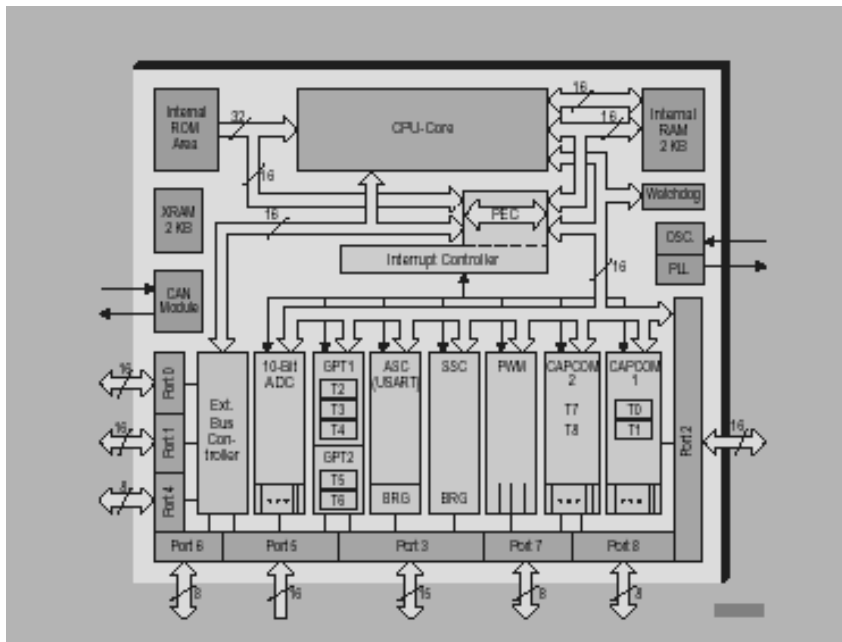 Internal
ROM
Area
32
CPU-Core
16
16
Internal
RAM
2 KB
16
XRAM
2 KB
16
PEC
Watchdog
OSC.
PLL
Interrupt Controller
16
CAN
Module
Port 0
16
Port 1
16
Port 4
8
Ext.
Bus
Con-
troller
10-Bit
ADC
GPT1
T2
T3
T4
GPT2
T5
T6
ASC
(USART)
BRG
SSC
BRG
PWM
CAPCOM
2
T7
T8
CAPCOM
1
T0
T1
Port 2
16
Port 6
Port 5
Port 3
Port 7
Port 8
8
16
15
8
8